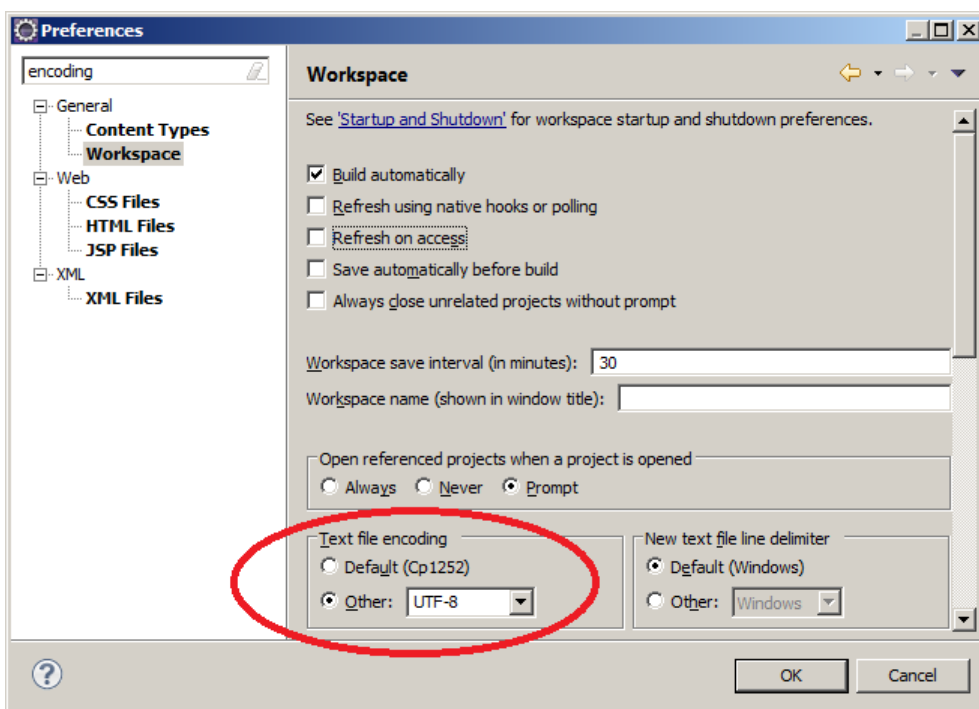 Preferences
encoding
General
Content Types
Workspace
Web
CSS Files
HTML Files
JSP Files
XML
XML Files
Workspace
See 'Startup and Shutdown' for workspace startup and shutdown preferences.
Build automatically
Refresh using native hooks or polling
Refresh on access
Save automatically before build
Always close unrelated projects without prompt
Workspace save interval (in minutes): 30
Workspace name (shown in window title):
Open referenced projects when a project is opened
Always Never Prompt
Text file encoding
Default (Cp1252)
Other: UTF-8
New text file line delimiter
Default (Windows)
Other: Windows
?
OK Cancel